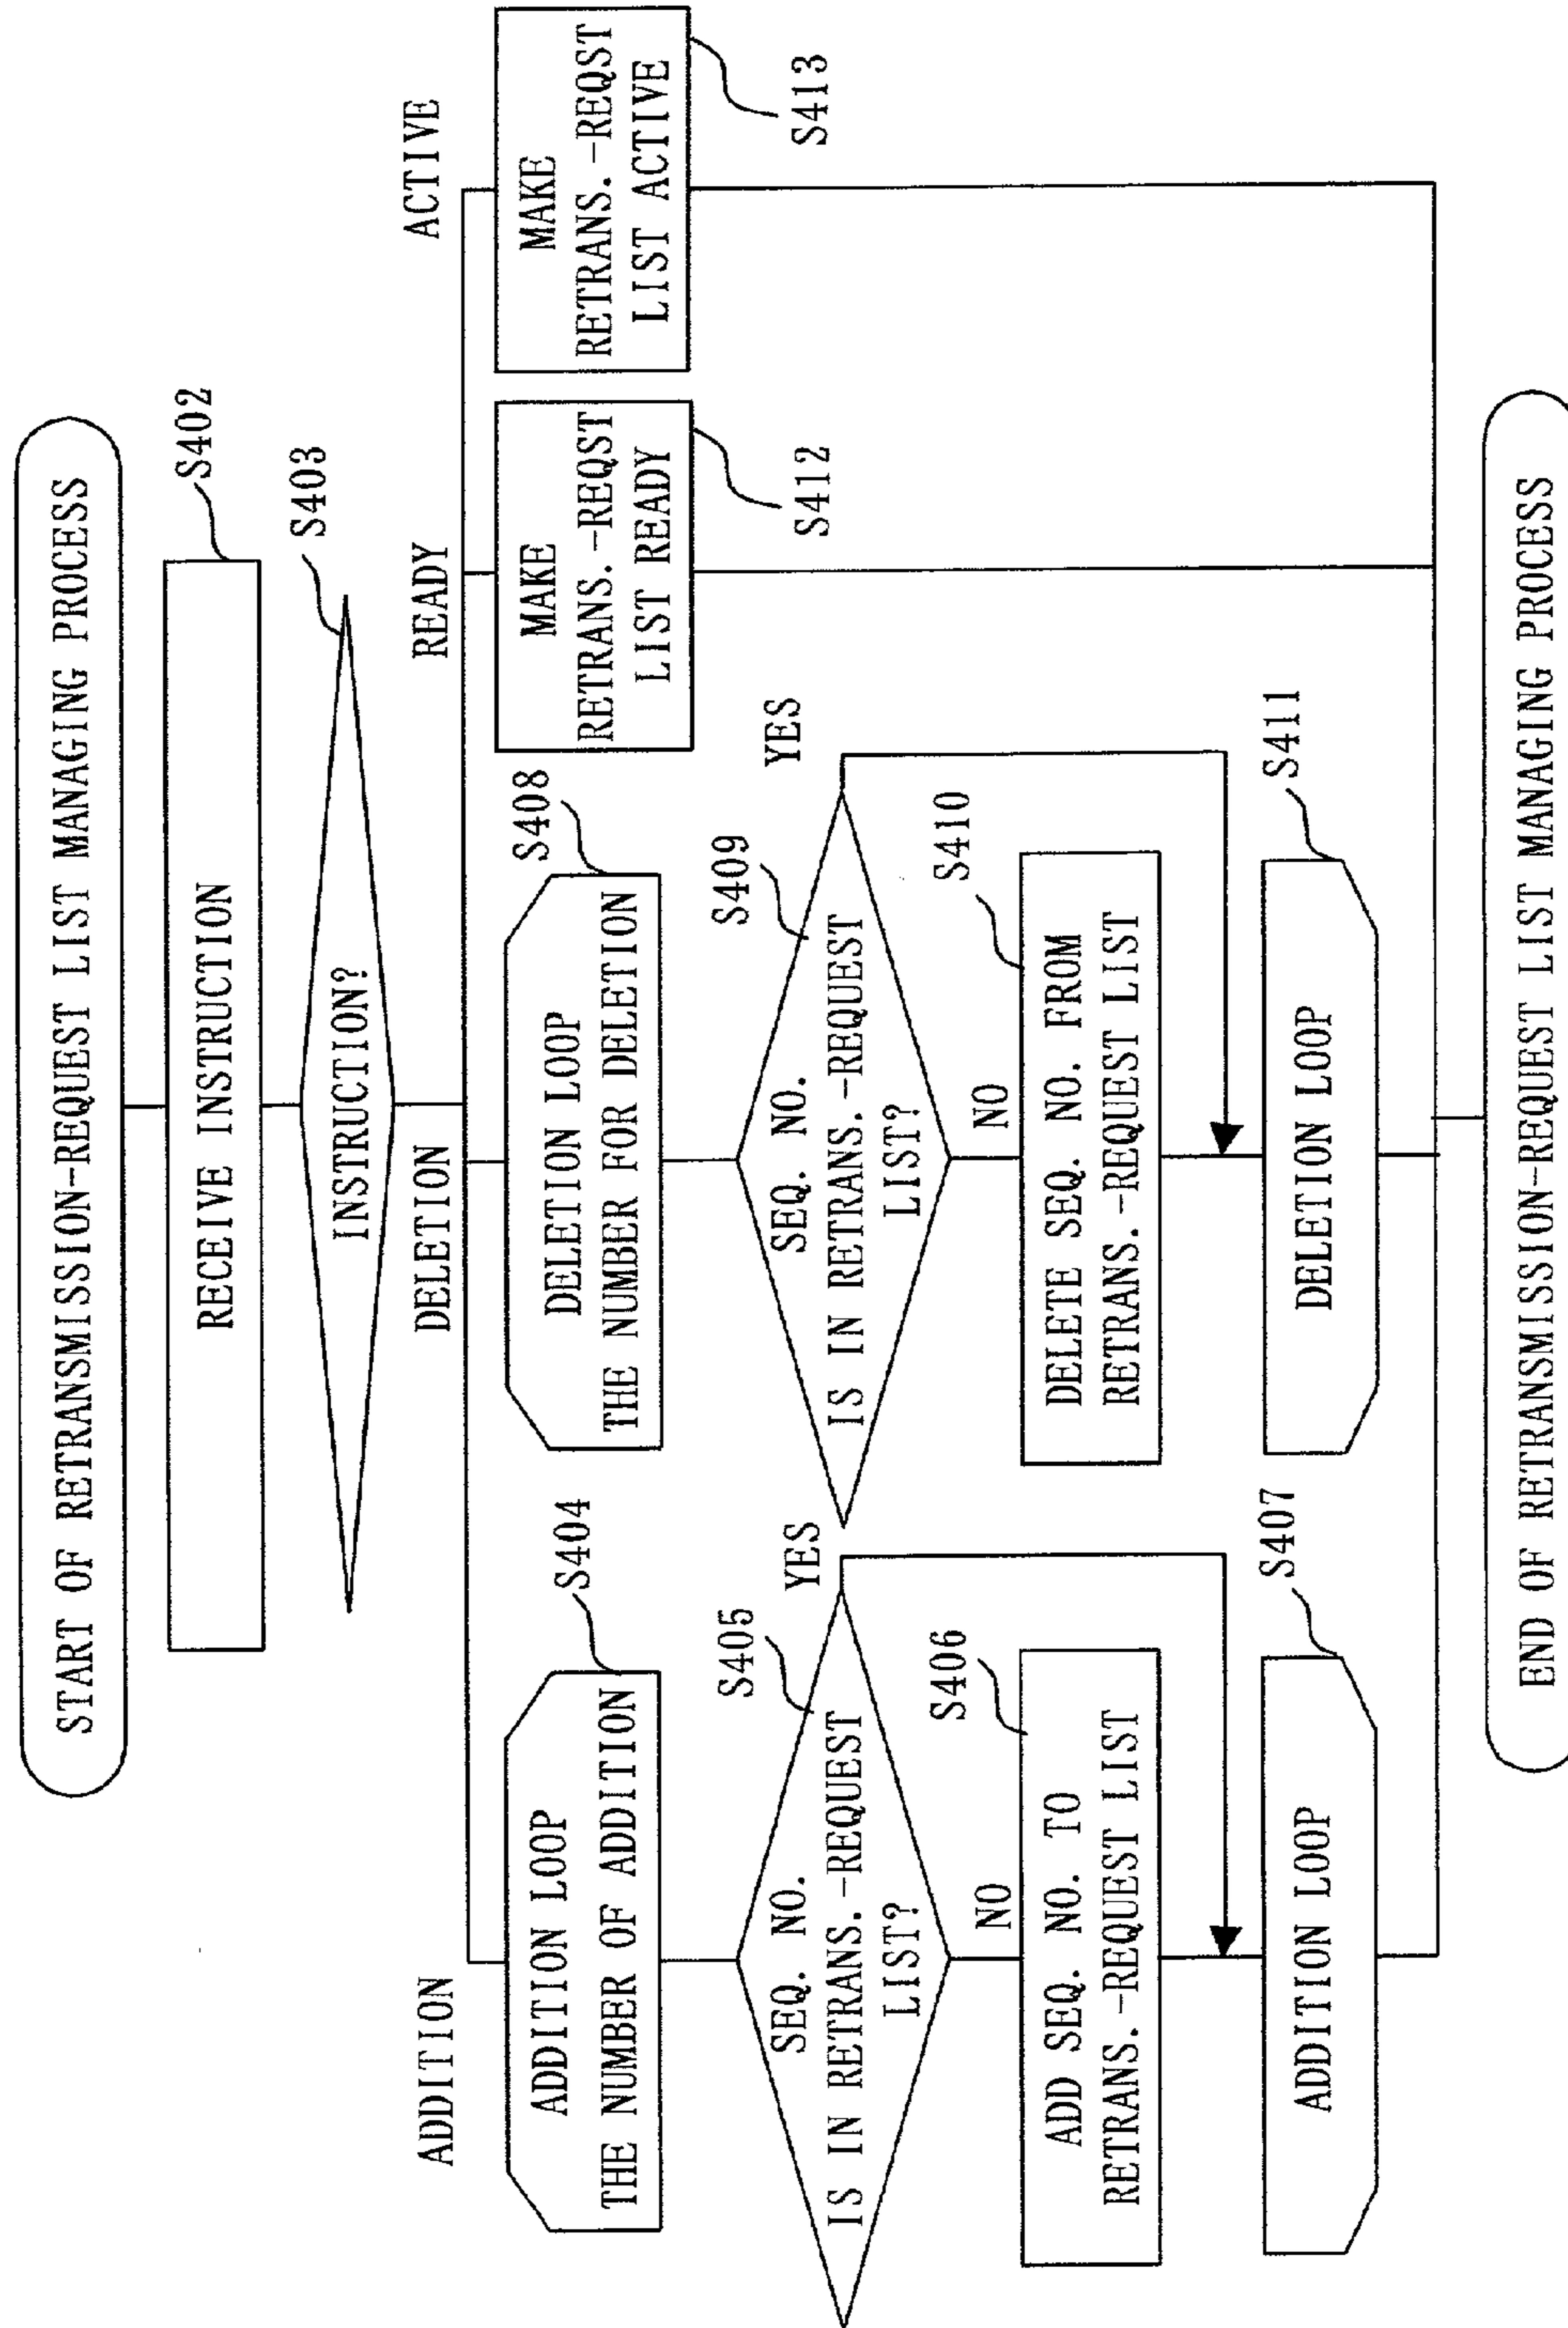 START OF RETRANSMISSION-REQUEST LIST MANAGING PROCESS
RECEIVE INSTRUCTION
S402
INSTRUCTION?
S403
ADDITION
DELETION
READY
ACTIVE
ADDITION LOOP
THE NUMBER OF ADDITION
S404
SEQ. NO.
IS IN RETRANS.-REQUEST
LIST?
S405
YES
NO
ADD SEQ. NO. TO
RETRANS.-REQUEST LIST
S406
ADDITION LOOP
S407
DELETION LOOP
THE NUMBER FOR DELETION
S408
SEQ. NO.
IS IN RETRANS.-REQUEST
LIST?
S409
YES
NO
DELETE SEQ. NO. FROM
RETRANS.-REQUEST LIST
S410
DELETION LOOP
S411
MAKE
RETRANS.-REQST
LIST READY
S412
MAKE
RETRANS.-REQST
LIST ACTIVE
S413
END OF RETRANSMISSION-REQUEST LIST MANAGING PROCESS